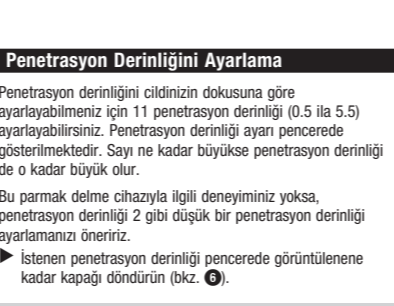 Penetrasyon Derinliğini Ayarlama
Penetrasyon derinliğini cildinizin dokusuna göre
ayarlayabilmeniz için 11 penetrasyon derinliği (0.5 ila 5.5)
ayarlayabilirsiniz. Penetrasyon derinliği ayarı pencerede
gösterilmektedir. Sayı ne kadar büyükse penetrasyon derinliği
de o kadar büyük olur.
Bu parmak delme cihazıyla ilgili deneyiminiz yoksa,
penetrasyon derinliği 2 gibi düşük bir penetrasyon derinliği
ayarlamanızı öneririz.
▶ İstenen penetrasyon derinliği pencerede görüntülenene
kadar kapağı döndürün (bkz. ❻).